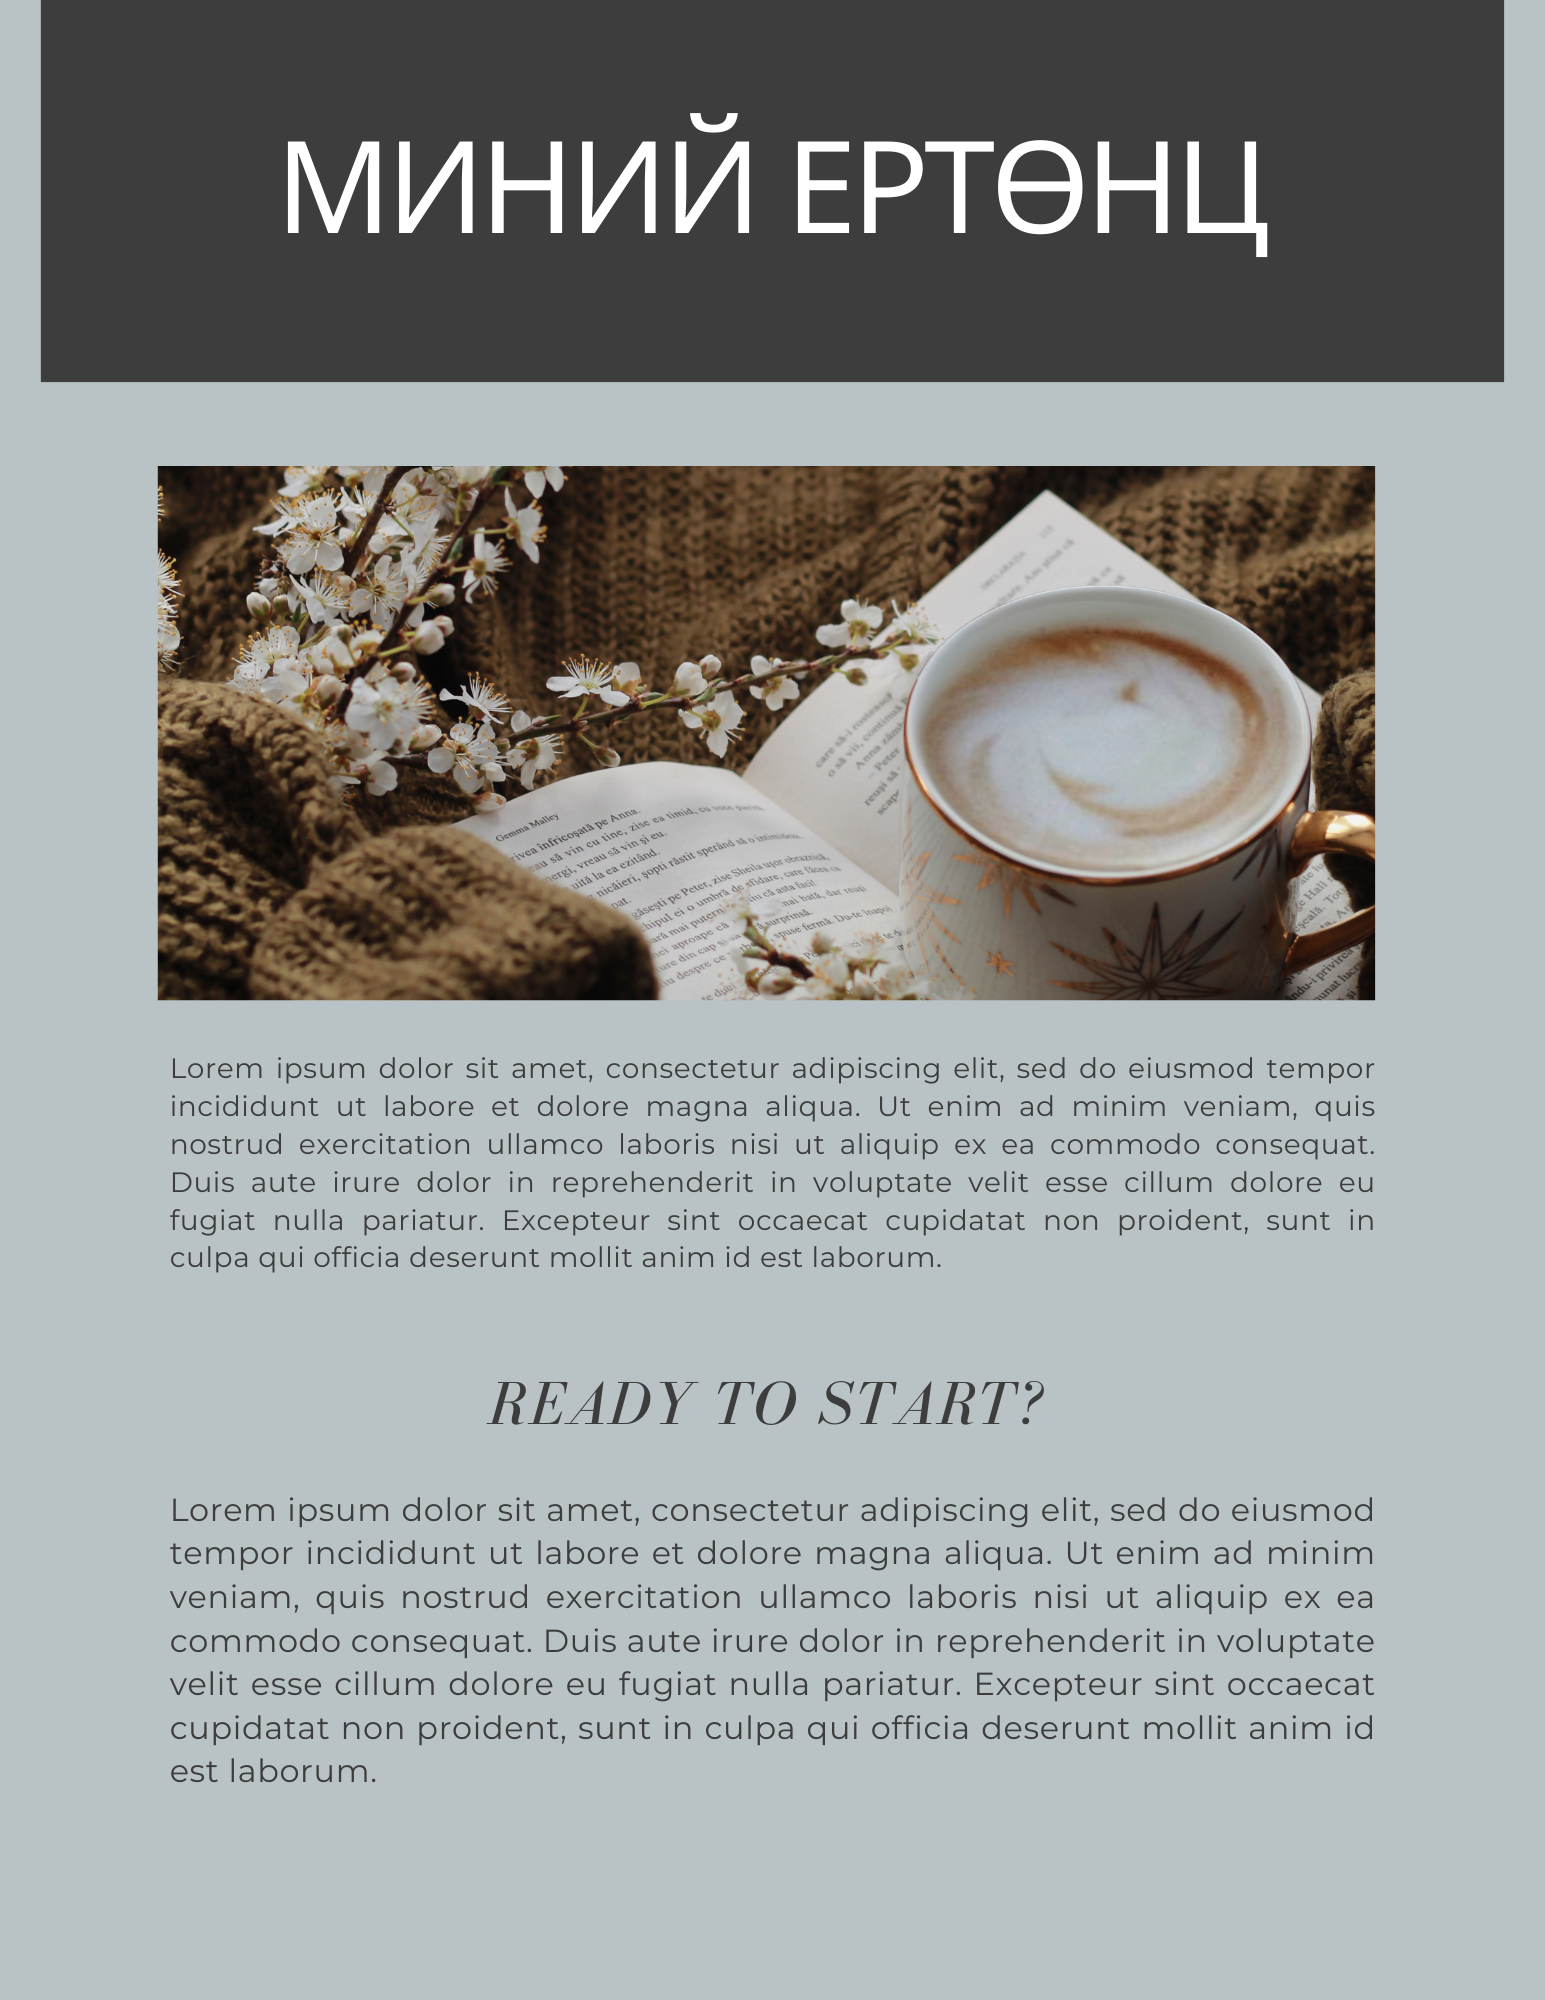 МИНИЙ ЕРТӨНЦ
Gemma Malley
Lorem ipsum dolor sit amet, consectetur adipiscing elit, sed do eiusmod tempor
incididunt ut labore et dolore magna aliqua. Ut enim ad minim veniam, quis
nostrud exercitation ullamco laboris nisi ut aliquip ex ea commodo consequat.
Duis aute irure dolor in reprehenderit in voluptate velit esse cillum dolore eu
fugiat nulla pariatur. Excepteur sint occaecat cupidatat non proident, sunt in
culpa qui officia deserunt mollit anim id est laborum.
READY TO START?
Lorem ipsum dolor sit amet, consectetur adipiscing elit, sed do eiusmod
tempor incididunt ut labore et dolore magna aliqua. Ut enim ad minim
veniam, quis nostrud exercitation ullamco laboris nisi ut aliquip ex ea
commodo consequat. Duis aute irure dolor in reprehenderit in voluptate
velit esse cillum dolore eu fugiat nulla pariatur. Excepteur sint occaecat
cupidatat non proident, sunt in culpa qui officia deserunt mollit anim id
est laborum.